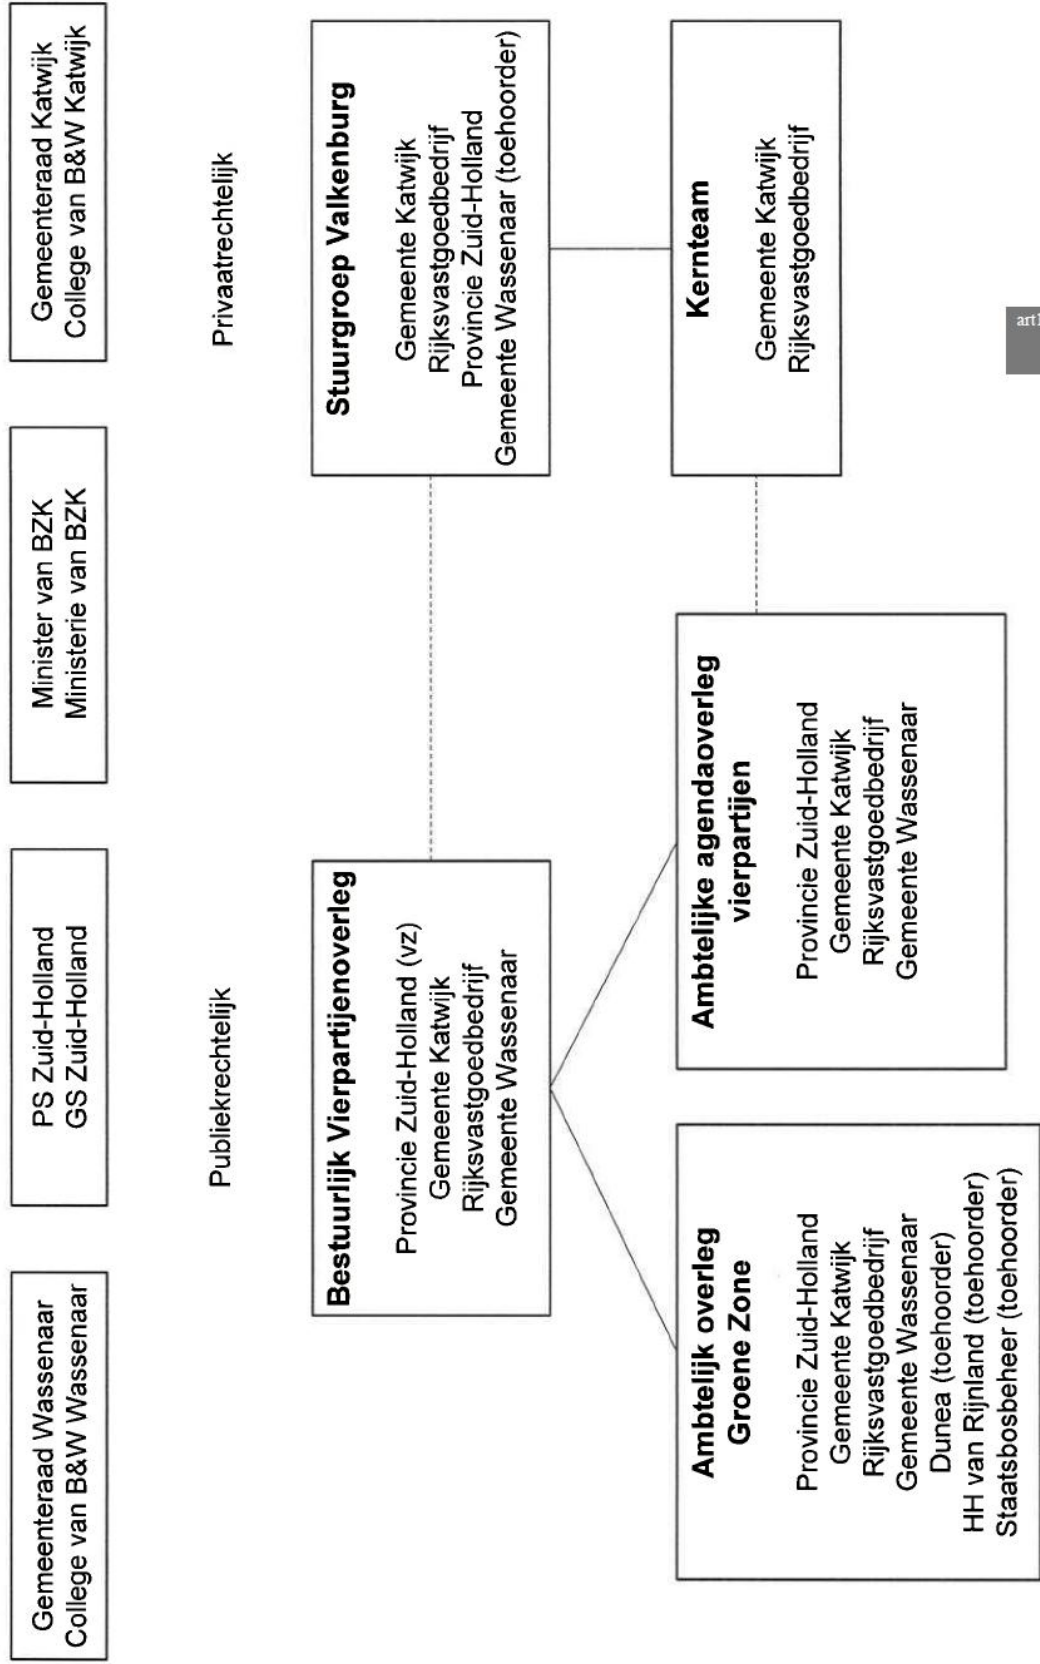 Gemeenteraad Wassenaar
College van B&W Wassenaar
PS Zuid-Holland
GS Zuid-Holland
Minister van BZK
Ministerie van BZK
Gemeenteraad Katwijk
College van B&W Katwijk
Publiekrechtelijk
Privaatrechtelijk
Bestuurlijk Vierpartijenoverleg
Provincie Zuid-Holland (vz)
Gemeente Katwijk
Rijksvastgoedbedrijf
Gemeente Wassenaar
Stuurgroep Valkenburg
Gemeente Katwijk
Rijksvastgoedbedrijf
Provincie Zuid-Holland
Gemeente Wassenaar (toehoorder)
Ambtelijk overleg
Groene Zone
Provincie Zuid-Holland
Gemeente Katwijk
Rijksvastgoedbedrijf
Gemeente Wassenaar
Dunea (toehoorder)
HH van Rijnland (toehoorder)
Staatsbosbeheer (toehoorder)
Ambtelijke agendaoverleg
vierpartijen
Provincie Zuid-Holland
Gemeente Katwijk
Rijksvastgoedbedrijf
Gemeente Wassenaar
Kernteam
Gemeente Katwijk
Rijksvastgoedbedrijf